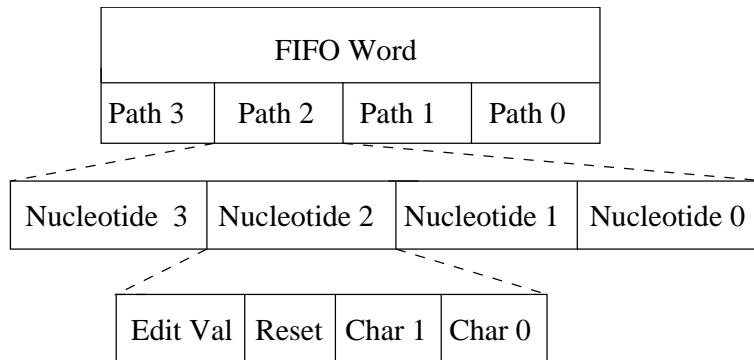 FIFO Word
Path 3 Path 2 Path 1 Path 0
Nucleotide 3 Nucleotide 2 Nucleotide 1 Nucleotide 0
Edit Val Reset Char 1 Char 0